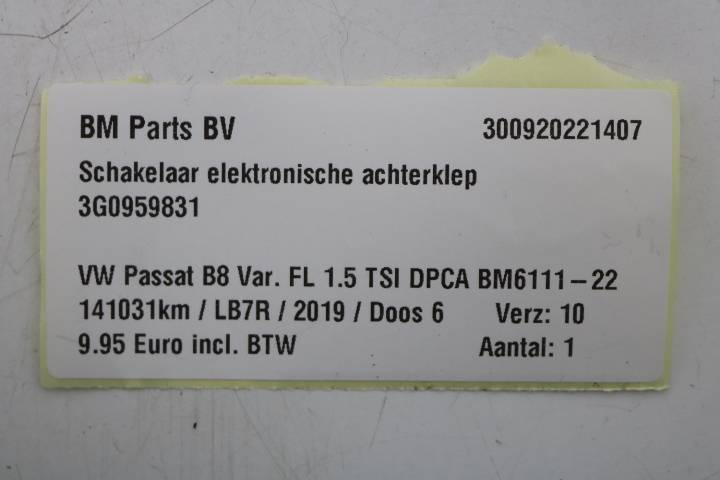 BM Parts BV 300920221407
Schakelaar elektronische achterklep
3G0959831
VW Passat B8 Var. FL 1.5 TSI DPCA BM6111-22
141031km / LB7R / 2019 / Doos 6 Verz: 10
9.95 Euro incl. BTW Aantal: 1